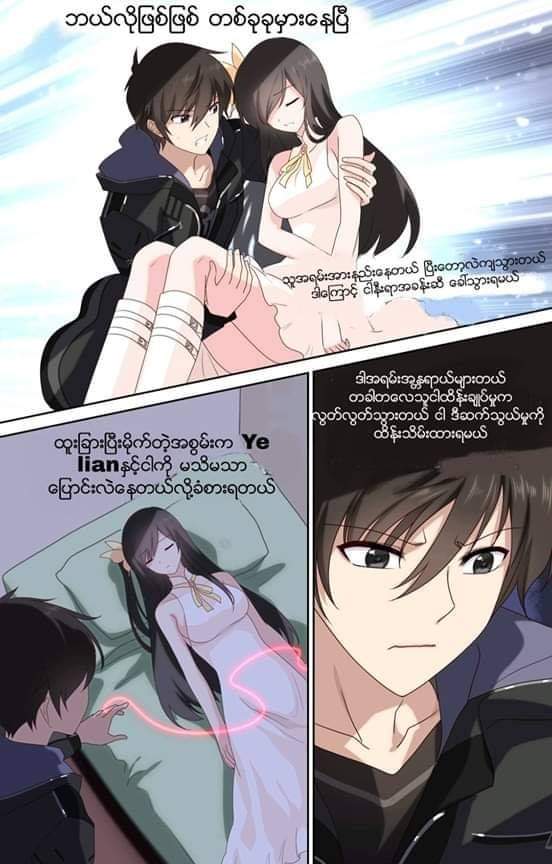 ဘယ်လိုဖြစ်ဖြစ် တစ်ခုခုမှားနေပြီ
သူအရမ်းအားနည်းနေတယ် ပြီးတော့လဲကျသွားတယ်
ဒါကြောင့် ငါနီးရာအခန်းဆီ ခေါ်သွားရမယ်
ဒါအရမ်းအန္တရာယ်များတယ်
တခါတလေသူငါထိန်းချုပ်မှုက
လွတ်လွတ်သွားတယ် ငါ ဒီဆက်သွယ်မှုကို
ထိန်းသိမ်းထားရမယ်
ထူးခြားပြီးမိုက်တဲ့အစွမ်းက Ye
lianနှင့်ငါကို မသိမသာ
ပြောင်းလဲနေတယ်လို့ခံစားရတယ်